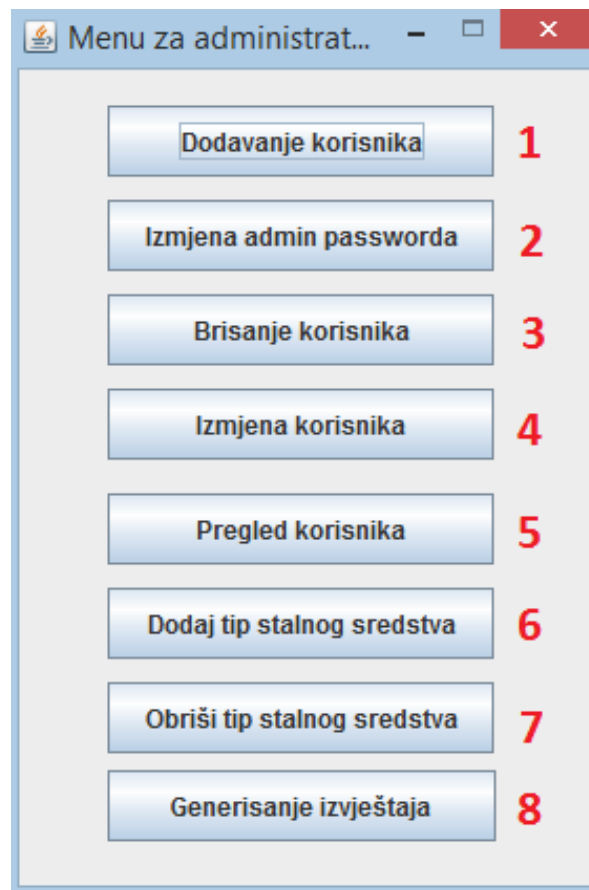 Menu za administrat...
Dodavanje korisnika 1
Izmjena admin passworda 2
Brisanje korisnika 3
Izmjena korisnika 4
Pregled korisnika 5
Dodaj tip stalnog sredstva 6
Obriši tip stalnog sredstva 7
Generisanje izvještaja 8